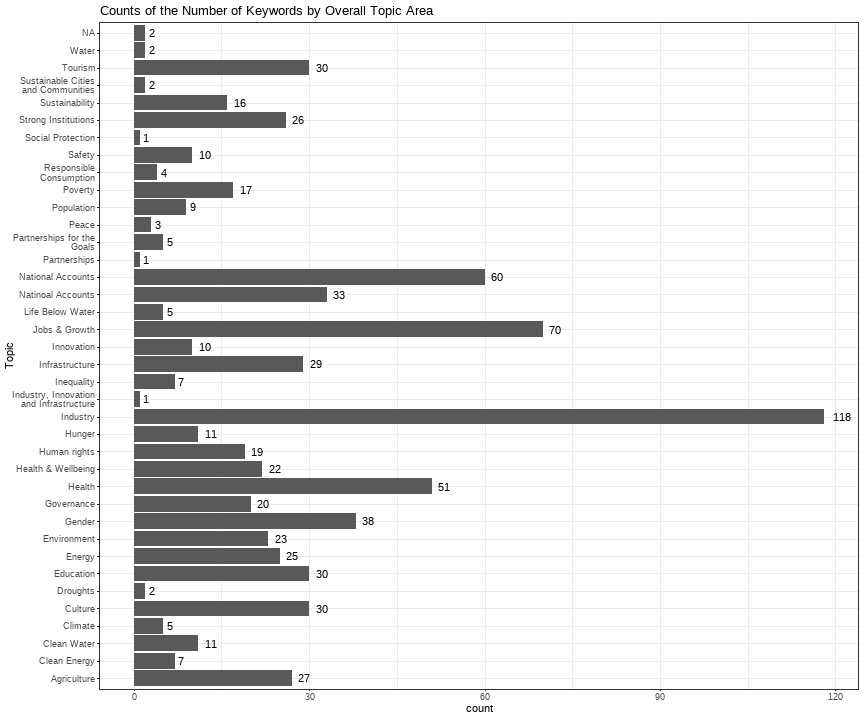 Counts of the Number of Keywords by Overall Topic Area
NA 2
Water 2
Tourism 30
Sustainable Cities
and Communities 2
Sustainability 16
Strong Institutions 26
Social Protection 1
Safety 10
Responsible
Consumption 4
Poverty 17
Population 9
Peace 3
Partnerships for the
Goals 5
Partnerships 1
National Accounts 60
Natinoal Accounts 33
Life Below Water 5
Jobs & Growth 70
Innovation 10
Infrastructure 29
Inequality 7
Industry, Innovation
and Infrastructure 1
Industry 118
Hunger 11
Human rights 19
Health & Wellbeing 22
Health 51
Governance 20
Gender 38
Environment 23
Energy 25
Education 30
Droughts 2
Culture 30
Climate 5
Clean Water 11
Clean Energy 7
Agriculture 27
Topic
0 30 60 90 120
count